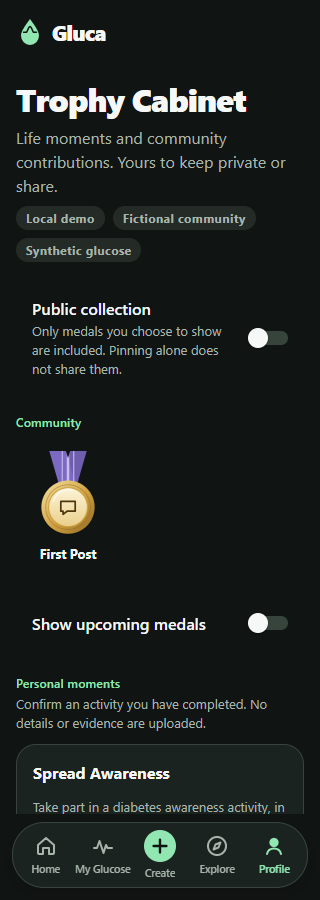 Gluca
Trophy Cabinet
Life moments and community
contributions. Yours to keep private or
share.
Local demo
Fictional community
Synthetic glucose
Public collection
Only medals you choose to show
are included. Pinning alone does
not share them.
Community
First Post
Show upcoming medals
Personal moments
Confirm an activity you have completed. No
details or evidence are uploaded.
Spread Awareness
Take part in a diabetes awareness activity, in
Home
My Glucose
Create
Explore
Profile